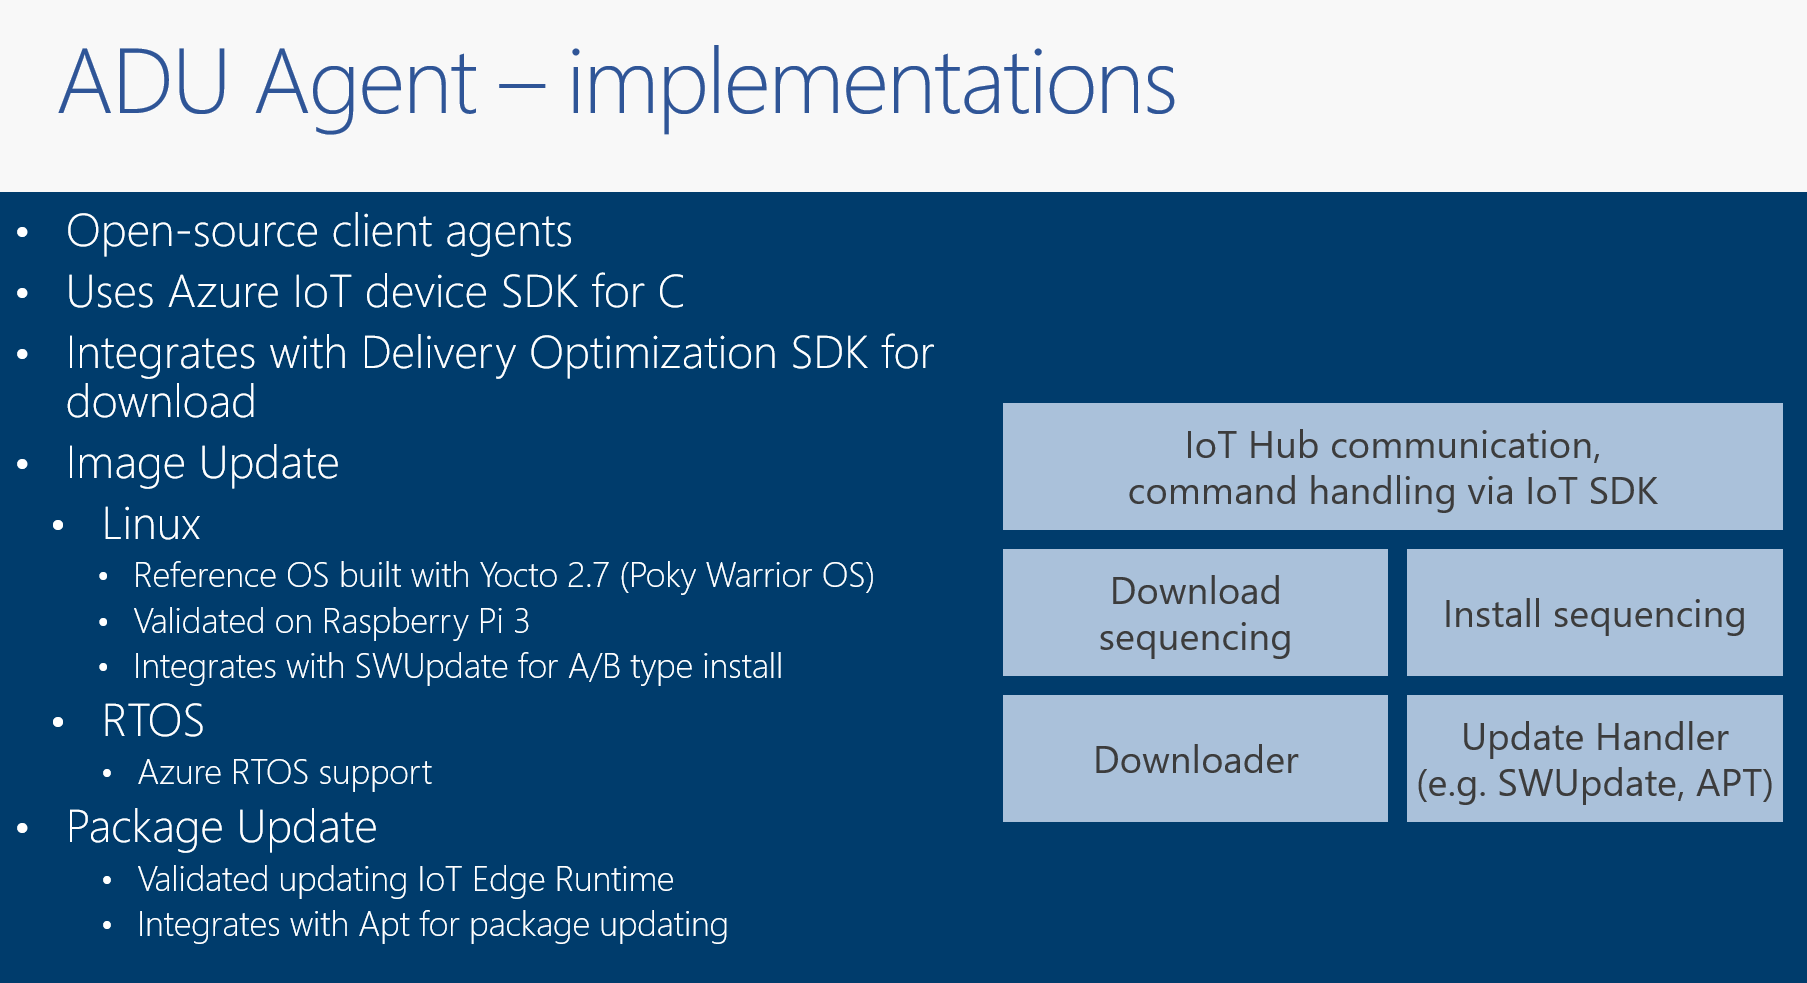 ADU Agent – implementations
• Open-source client agents
• Uses Azure IoT device SDK for C
• Integrates with Delivery Optimization SDK for
download
• Image Update
• Linux
• Reference OS built with Yocto 2.7 (Poky Warrior OS)
• Validated on Raspberry Pi 3
• Integrates with SWUpdate for A/B type install
• RTOS
• Azure RTOS support
• Package Update
• Validated updating IoT Edge Runtime
• Integrates with Apt for package updating
IoT Hub communication,
command handling via IoT SDK
Download
sequencing
Install sequencing
Downloader
Update Handler
(e.g. SWUpdate, APT)